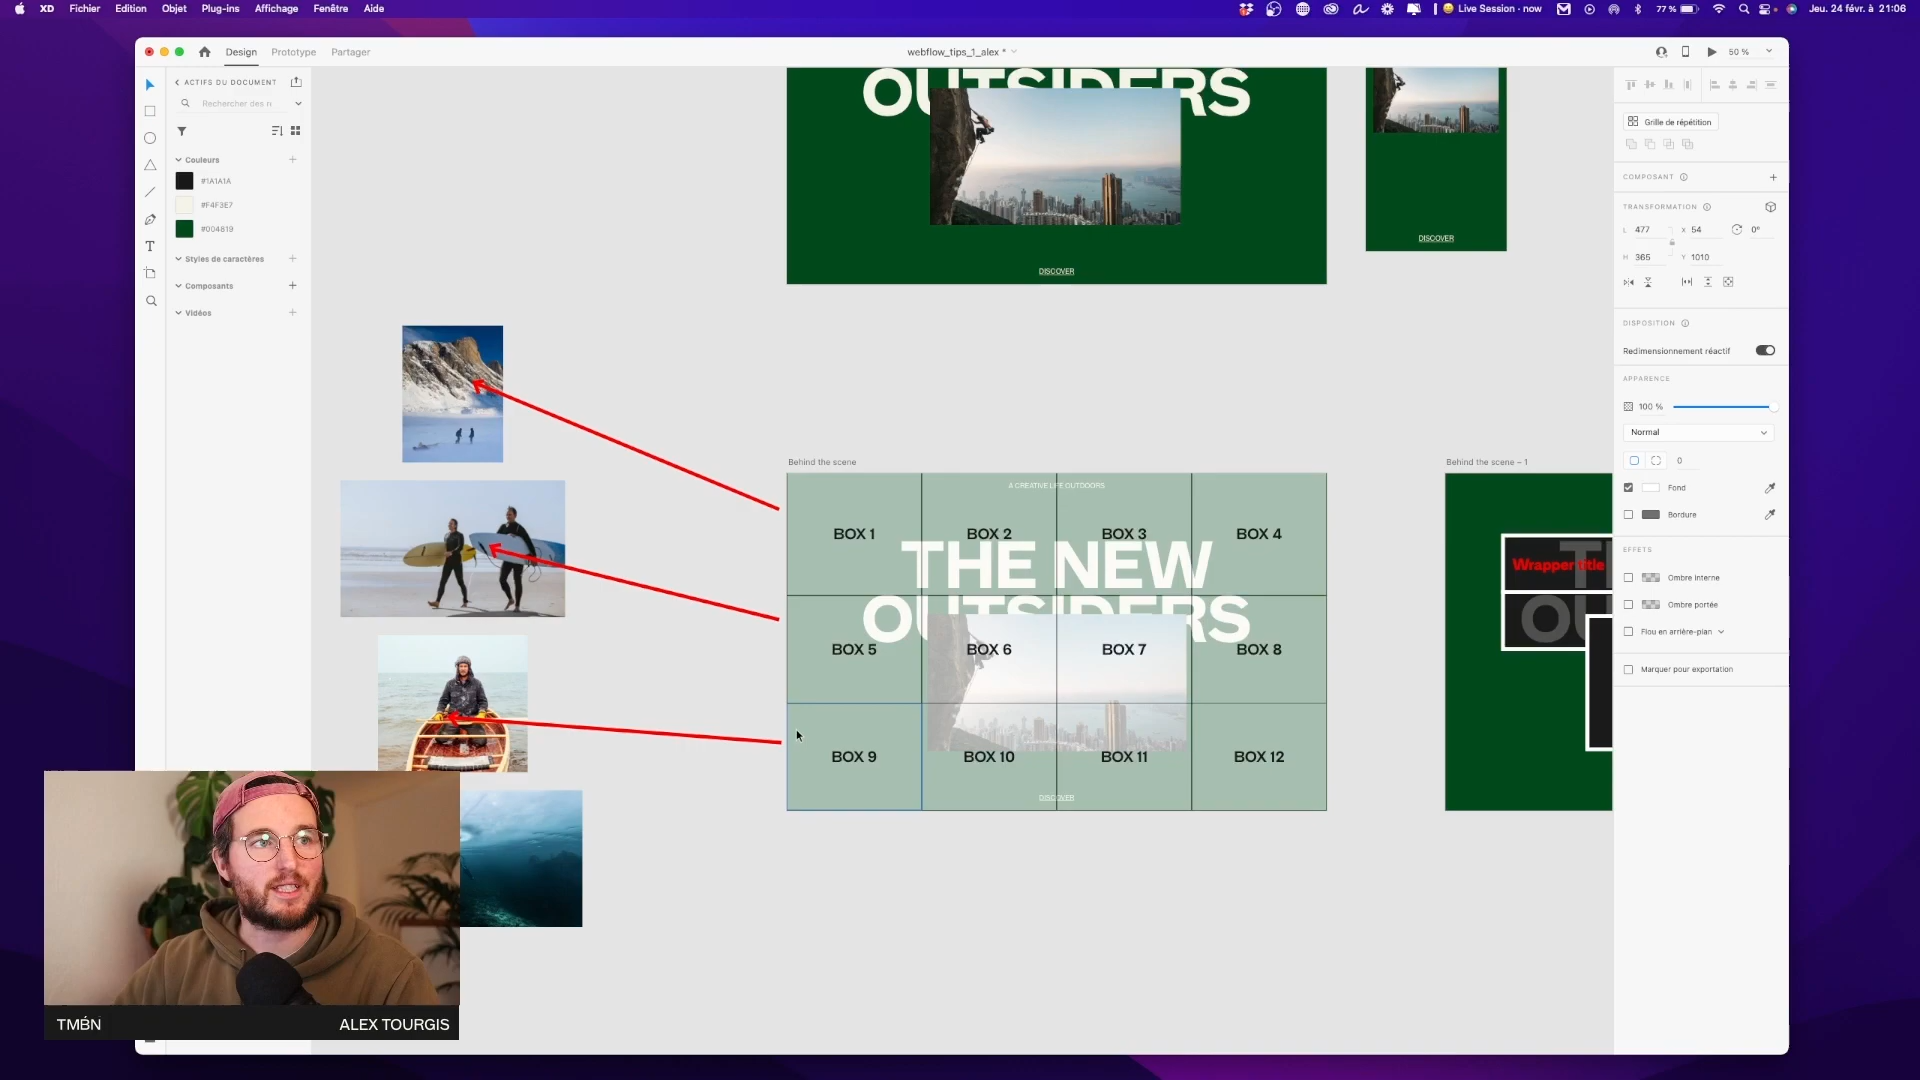 XD Fichier Edition Objet Plug-ins Affichage Fenêtre Aide
Live Session · now 77 % Jeu. 24 févr. à 21:06
Design Prototype Partager
webflow_tips_1_alex *
50 %
ACTIFS DU DOCUMENT
Rechercher des
Couleurs
#1A1A1A
#F4F3E7
#004819
Styles de caractères
Composants
Vidéos
OUTSIDERS
DISCOVER
DISCOVER
Behind the scene
A CREATIVE LIFE OUTDOORS
BOX 1 BOX 2 BOX 3 BOX 4
THE NEW
OUTSIDERS
BOX 5 BOX 6 BOX 7 BOX 8
BOX 9 BOX 10 BOX 11 BOX 12
DISCOVER
Behind the scene – 1
Wrapper title
Grille de répétition
COMPOSANT
TRANSFORMATION
L 477 X 54 0°
H 365 Y 1010
DISPOSITION
Redimensionnement réactif
APPARENCE
100 %
Normal
0
Fond
Bordure
EFFETS
Ombre interne
Ombre portée
Flou en arrière-plan
Marquer pour exportation
TMBN ALEX TOURGIS